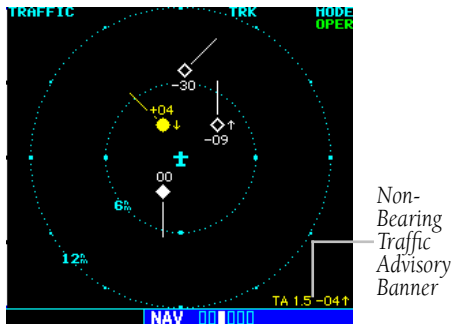 TRAFFIC TRK MODE
OPER
-30
+04 ↓
↑
-09
00
6nm
12nm
TA 1.5 -04↑
NAV
Non-
Bearing
Traffic
Advisory
Banner